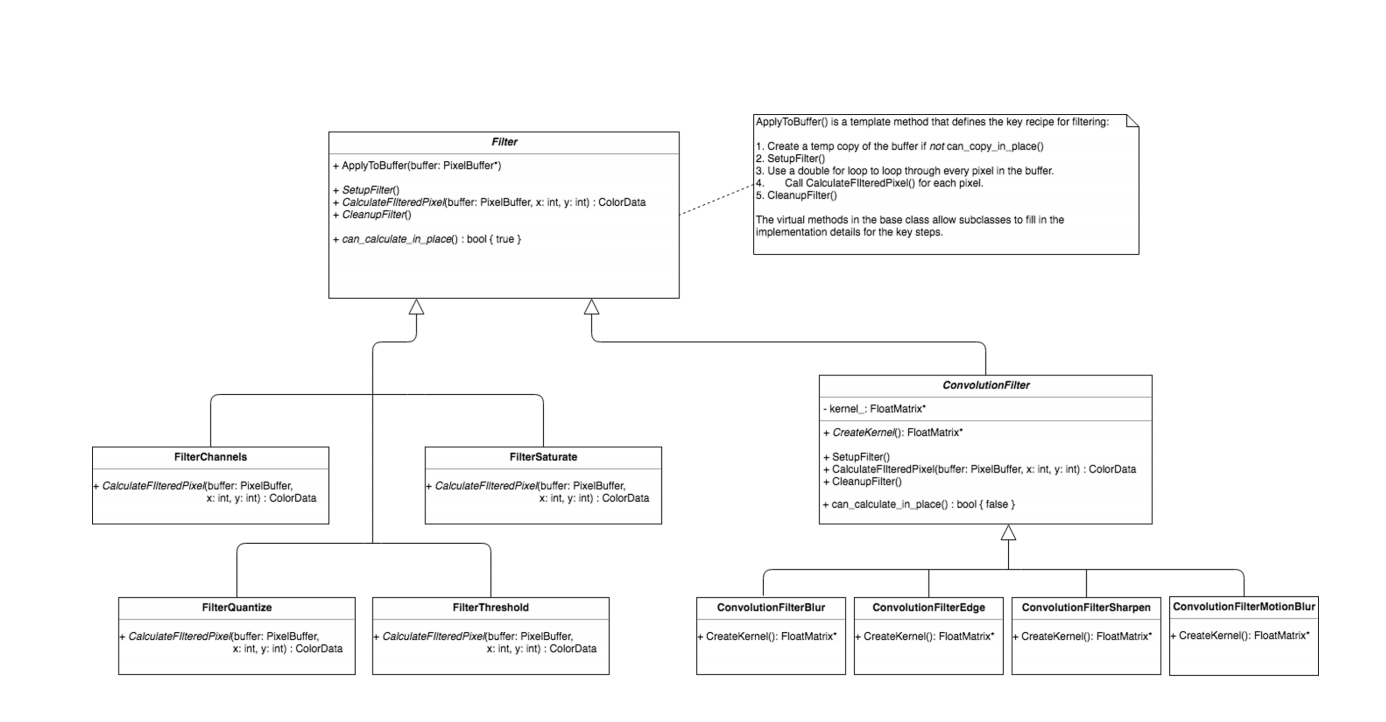 Filter
+ ApplyToBuffer(buffer: PixelBuffer*)
+ SetupFilter()
+ CalculateFIlteredPixel(buffer: PixelBuffer, x: int, y: int) : ColorData
+ CleanupFilter()
+ can_calculate_in_place() : bool { true }
ApplyToBuffer() is a template method that defines the key recipe for filtering:
1. Create a temp copy of the buffer if not can_copy_in_place()
2. SetupFilter()
3. Use a double for loop to loop through every pixel in the buffer.
4. Call CalculateFIlteredPixel() for each pixel.
5. CleanupFilter()
The virtual methods in the base class allow subclasses to fill in the
implementation details for the key steps.
ConvolutionFilter
- kernel_: FloatMatrix*
+ CreateKernel(): FloatMatrix*
+ SetupFilter()
+ CalculateFIlteredPixel(buffer: PixelBuffer, x: int, y: int) : ColorData
+ CleanupFilter()
+ can_calculate_in_place() : bool { false }
FilterChannels
+ CalculateFIlteredPixel(buffer: PixelBuffer,
x: int, y: int) : ColorData
FilterSaturate
+ CalculateFIlteredPixel(buffer: PixelBuffer,
x: int, y: int) : ColorData
FilterQuantize
+ CalculateFIlteredPixel(buffer: PixelBuffer,
x: int, y: int) : ColorData
FilterThreshold
+ CalculateFIlteredPixel(buffer: PixelBuffer,
x: int, y: int) : ColorData
ConvolutionFilterBlur
+ CreateKernel(): FloatMatrix*
ConvolutionFilterEdge
+ CreateKernel(): FloatMatrix*
ConvolutionFilterSharpen
+ CreateKernel(): FloatMatrix*
ConvolutionFilterMotionBlur
+ CreateKernel(): FloatMatrix*